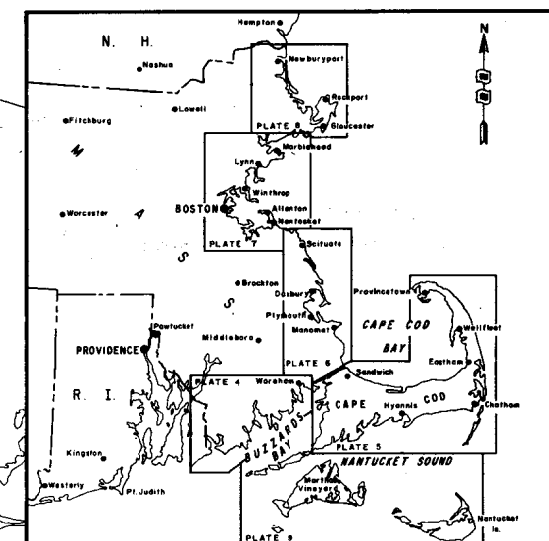 Hampton
N. H.
N
Nashua
Newburyport
Lowell
Rockport
Fitchburg
PLATE 8
Gloucester
M
Marblehead
Lynn
A
Winthrop
BOSTON
Allerton
Worcester
Nantasket
S
PLATE 7
Scituate
Brockton
S
Duxbury
Provincetown
Plymouth
CAPE COD
BAY
Pawtucket
Manomet
Wellfleet
Middleboro
PROVIDENCE
PLATE 6
Eastham
Sandwich
PLATE 4
Wareham
R. I.
CAPE COD
Chatham
Hyannis
BUZZARDS
BAY
PLATE 5
Kingston
NANTUCKET SOUND
Marthas
Vineyard
Westerly
Pt. Judith
Nantucket
Is.
PLATE 9